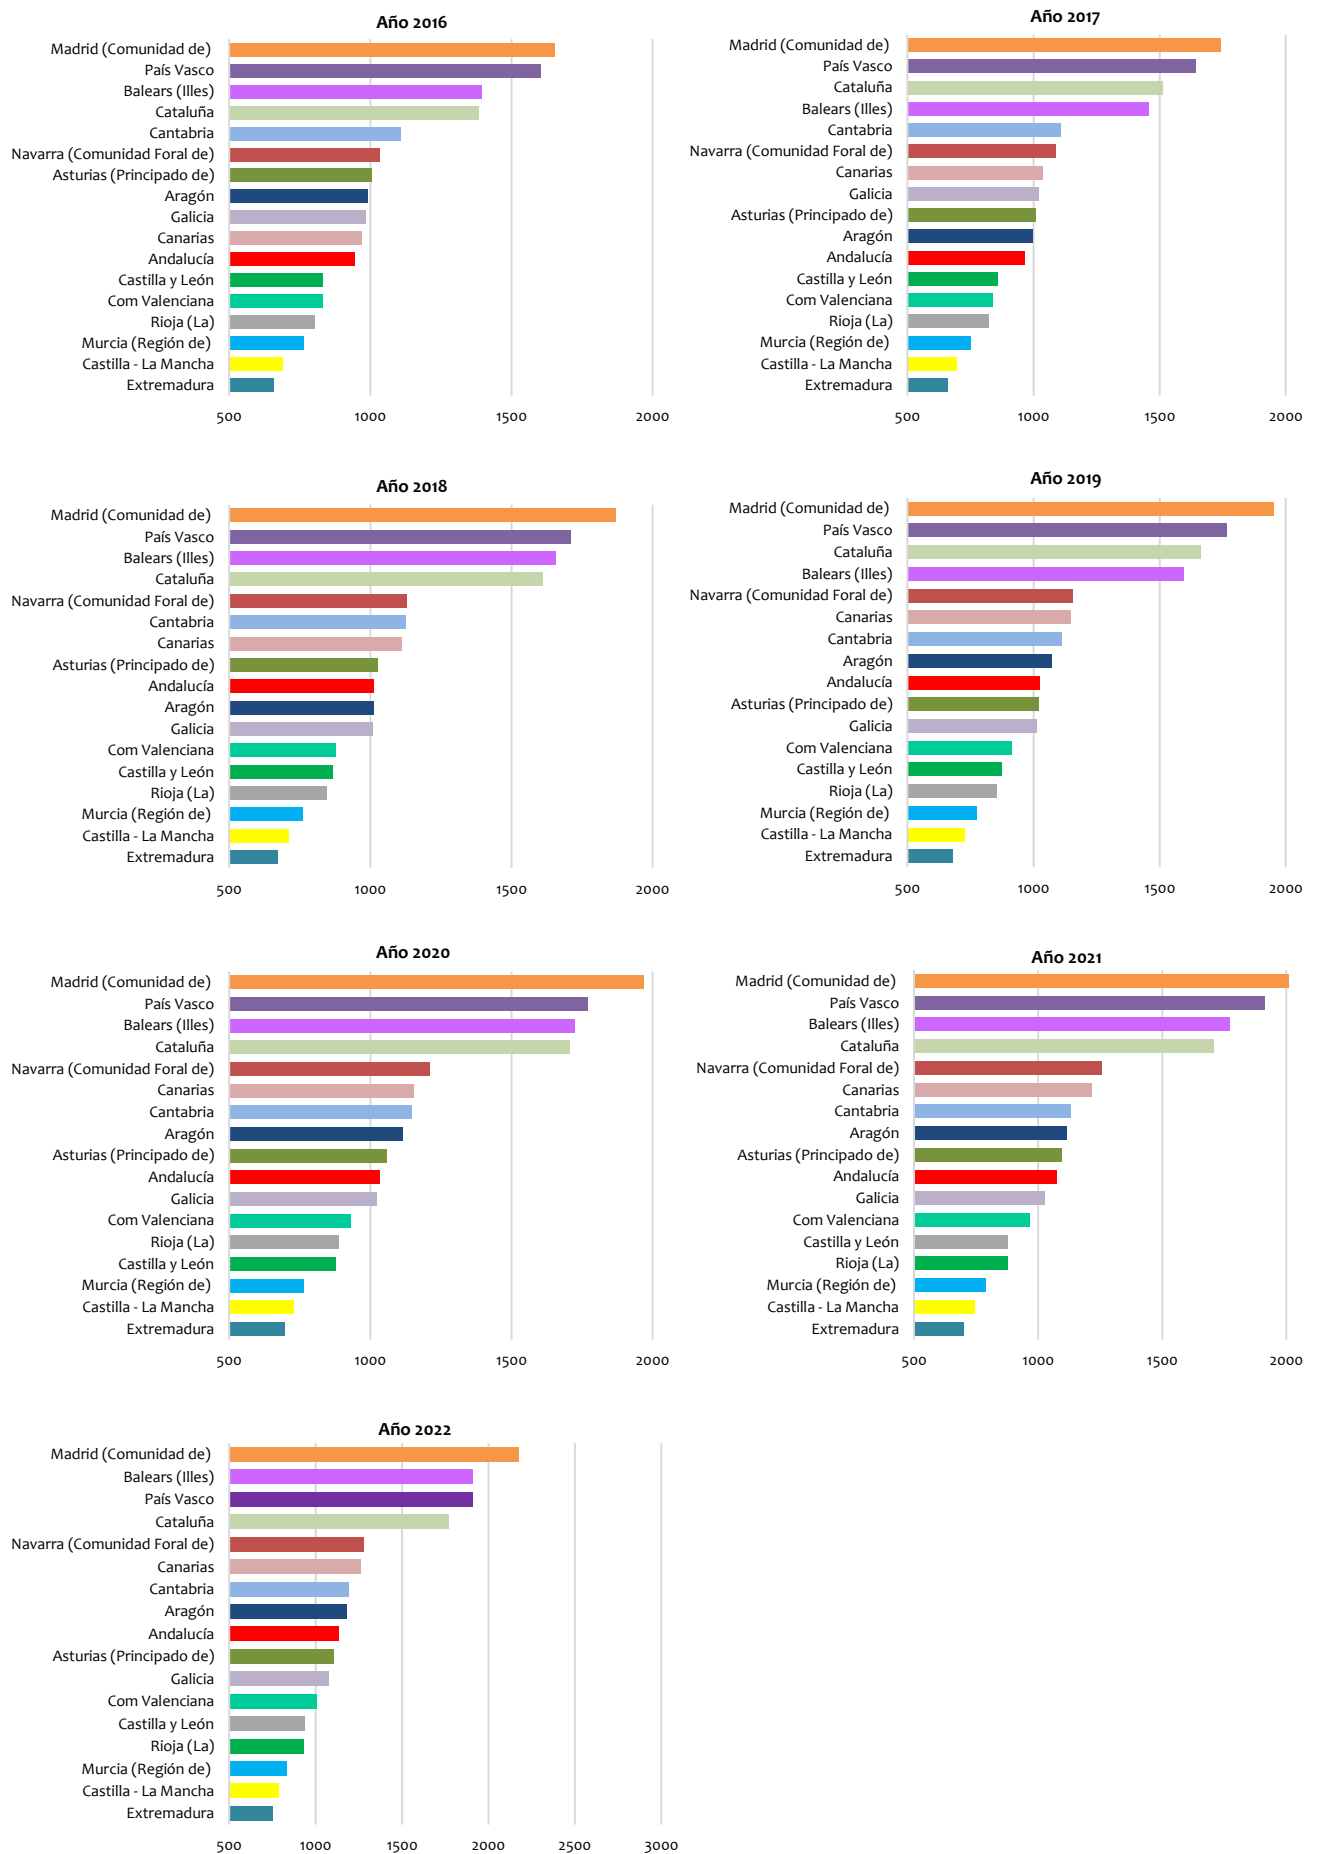 Año 2016
Madrid (Comunidad de)
País Vasco
Balears (Illes)
Cataluña
Cantabria
Navarra (Comunidad Foral de)
Asturias (Principado de)
Aragón
Galicia
Canarias
Andalucía
Castilla y León
Com Valenciana
Rioja (La)
Murcia (Región de)
Castilla - La Mancha
Extremadura
500 1000 1500 2000
Año 2017
Madrid (Comunidad de)
País Vasco
Cataluña
Balears (Illes)
Cantabria
Navarra (Comunidad Foral de)
Canarias
Galicia
Asturias (Principado de)
Aragón
Andalucía
Castilla y León
Com Valenciana
Rioja (La)
Murcia (Región de)
Castilla - La Mancha
Extremadura
500 1000 1500 2000
Año 2018
Madrid (Comunidad de)
País Vasco
Balears (Illes)
Cataluña
Navarra (Comunidad Foral de)
Cantabria
Canarias
Asturias (Principado de)
Andalucía
Aragón
Galicia
Com Valenciana
Castilla y León
Rioja (La)
Murcia (Región de)
Castilla - La Mancha
Extremadura
500 1000 1500 2000
Año 2019
Madrid (Comunidad de)
País Vasco
Cataluña
Balears (Illes)
Navarra (Comunidad Foral de)
Canarias
Cantabria
Aragón
Andalucía
Asturias (Principado de)
Galicia
Com Valenciana
Castilla y León
Rioja (La)
Murcia (Región de)
Castilla - La Mancha
Extremadura
500 1000 1500 2000
Año 2020
Madrid (Comunidad de)
País Vasco
Balears (Illes)
Cataluña
Navarra (Comunidad Foral de)
Canarias
Cantabria
Aragón
Asturias (Principado de)
Andalucía
Galicia
Com Valenciana
Rioja (La)
Castilla y León
Murcia (Región de)
Castilla - La Mancha
Extremadura
500 1000 1500 2000
Año 2021
Madrid (Comunidad de)
País Vasco
Balears (Illes)
Cataluña
Navarra (Comunidad Foral de)
Canarias
Cantabria
Aragón
Asturias (Principado de)
Andalucía
Galicia
Com Valenciana
Castilla y León
Rioja (La)
Murcia (Región de)
Castilla - La Mancha
Extremadura
500 1000 1500 2000
Año 2022
Madrid (Comunidad de)
Balears (Illes)
País Vasco
Cataluña
Navarra (Comunidad Foral de)
Canarias
Cantabria
Aragón
Andalucía
Asturias (Principado de)
Galicia
Com Valenciana
Castilla y León
Rioja (La)
Murcia (Región de)
Castilla - La Mancha
Extremadura
500 1000 1500 2000 2500 3000